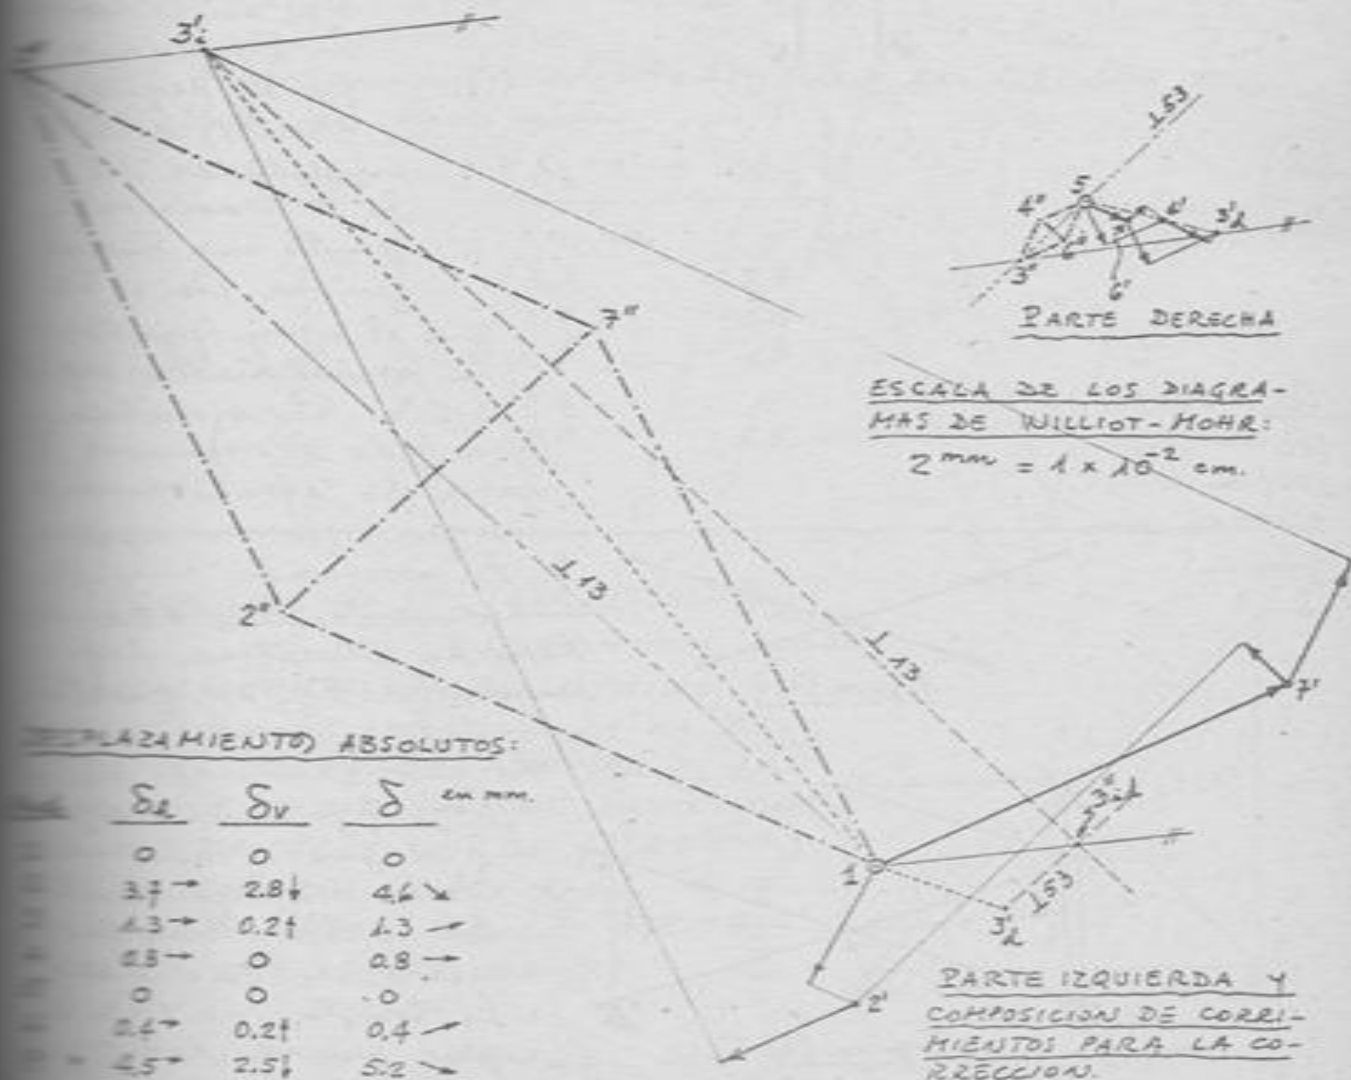 3'i
⊥53
5
4"
4'
3'd
3"
6"
6'
PARTE DERECHA
7"
ESCALA DE LOS DIAGRA-
MAS DE WILLIOT-MOHR:
2 mm = 1 × 10⁻² cm.
⊥13
2"
⊥13
7'
DESPLAZAMIENTOS ABSOLUTOS:
δ δv δ en mm.
0 0 0
3.7→ 2.8↓ 4.6↘
1.3→ 0.2↑ 1.3
0.8→ 0 0.8→
0 0 0
0.4→ 0.2↑ 0.4
4.5→ 2.5↓ 5.2↘
1
⊥53
3'd
2'
PARTE IZQUIERDA Y
COMPOSICION DE CORRI-
MIENTOS PARA LA CO-
RRECCION.